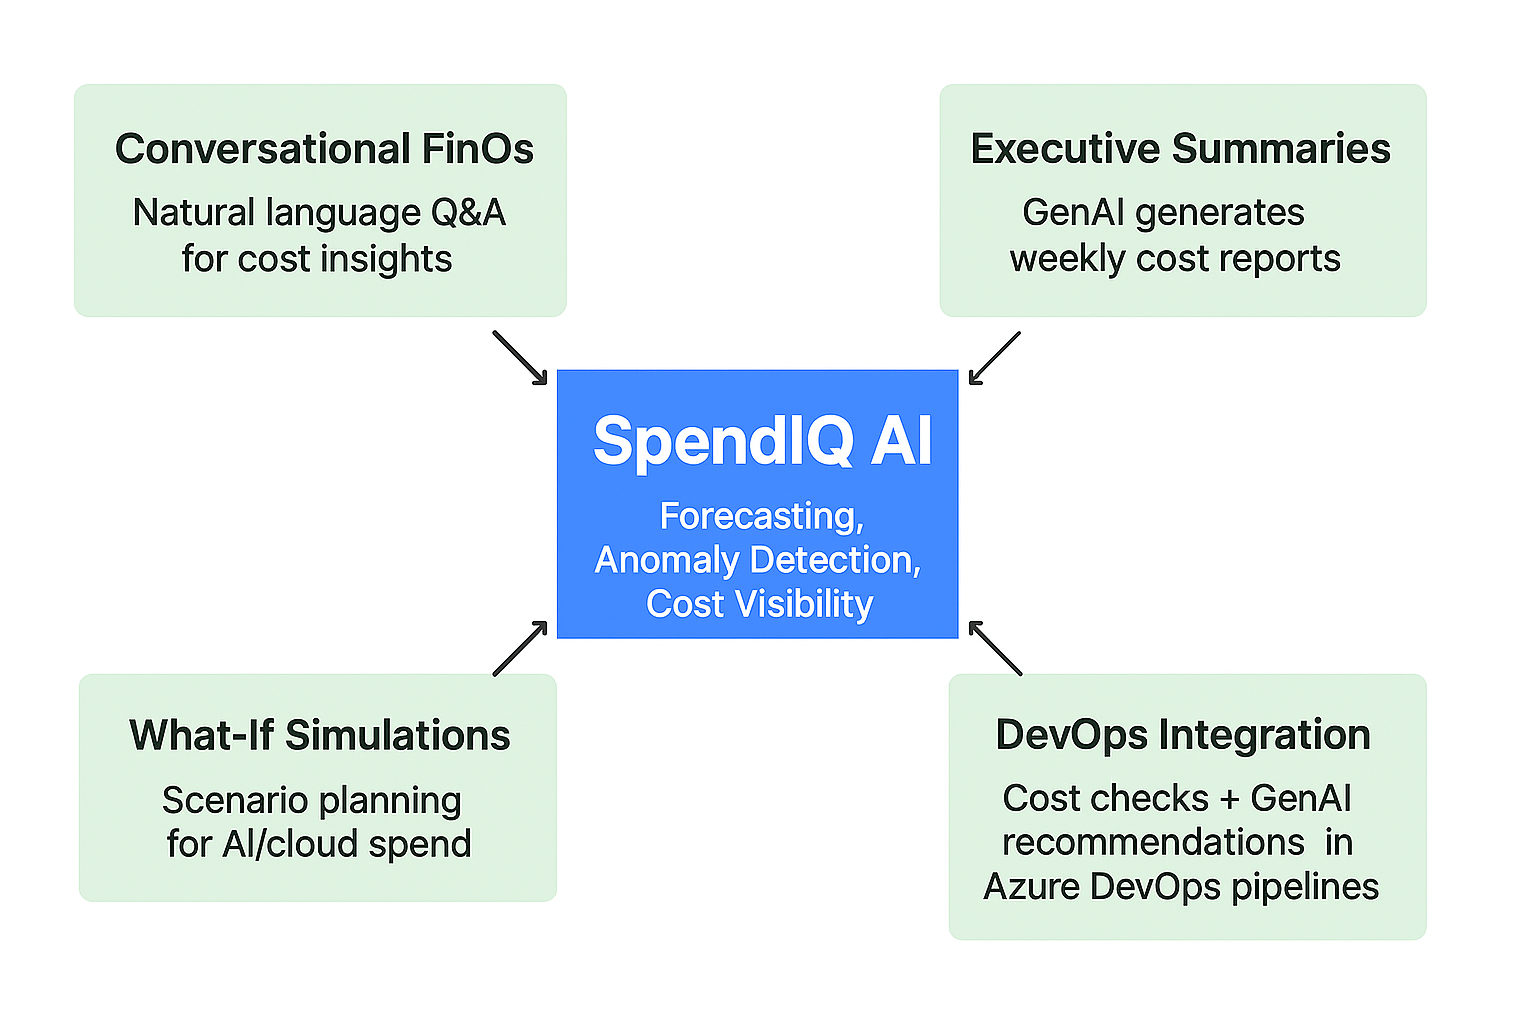 Conversational FinOs
Natural language Q&A
for cost insights
Executive Summaries
GenAI generates
weekly cost reports
SpendIQ AI
Forecasting,
Anomaly Detection,
Cost Visibility
What-If Simulations
Scenario planning
for AI/cloud spend
DevOps Integration
Cost checks + GenAI
recommendations in
Azure DevOps pipelines